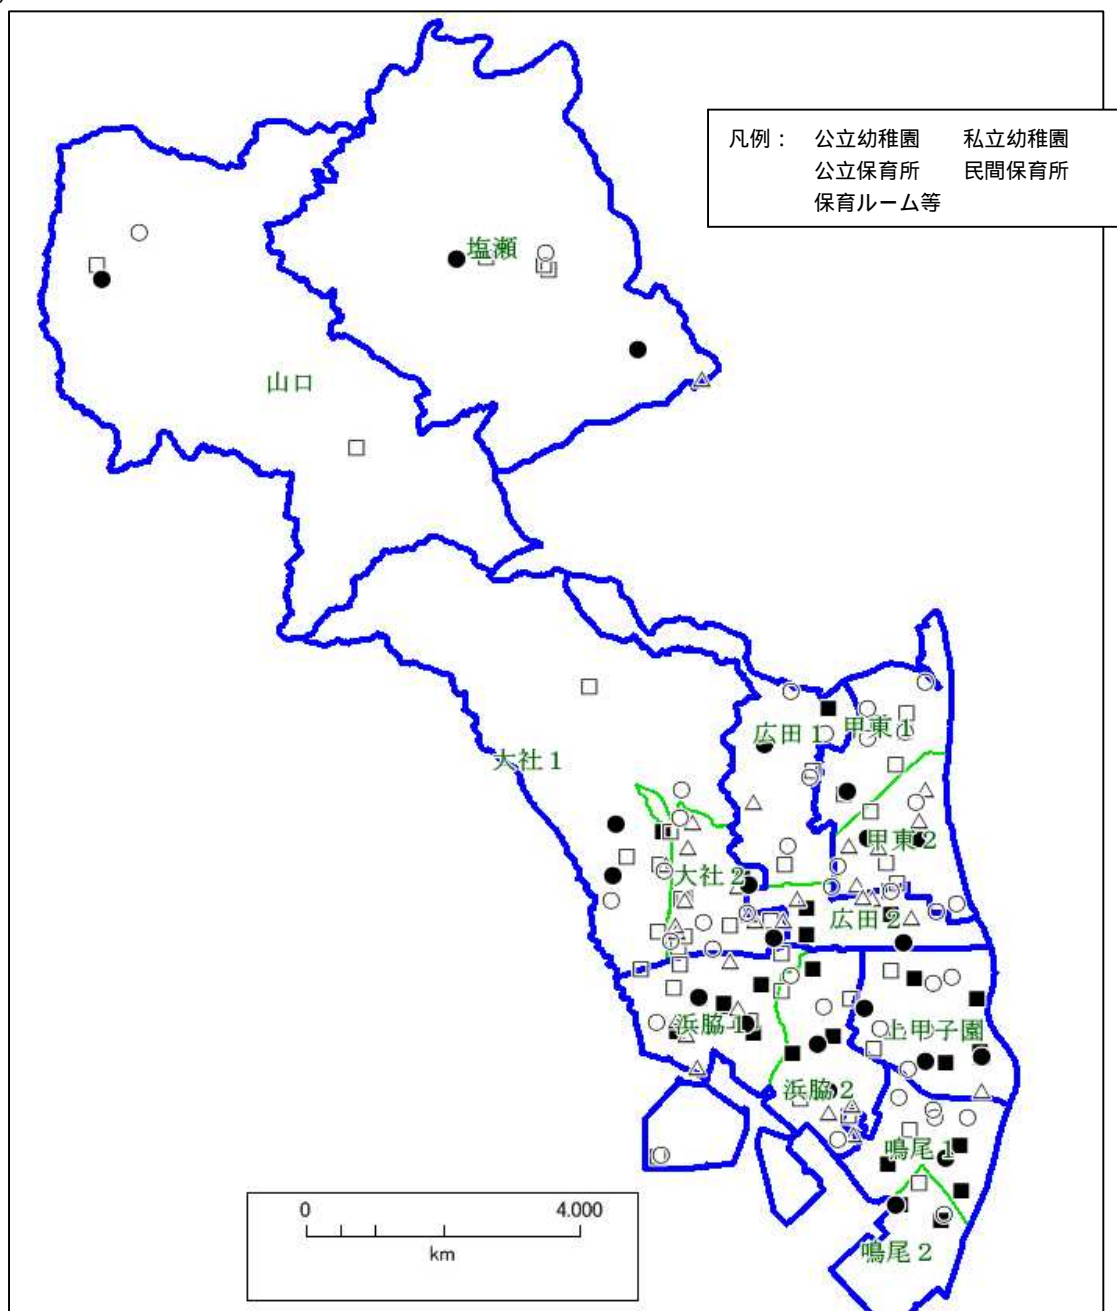 凡例： 公立幼稚園 私立幼稚園
公立保育所 民間保育所
保育ルーム等
塩瀬
山口
広田１ 甲東１
大社１
甲東２
大社２
広田２
浜脇１ 上甲子園
浜脇２
鳴尾１
鳴尾２
0 4.000
km